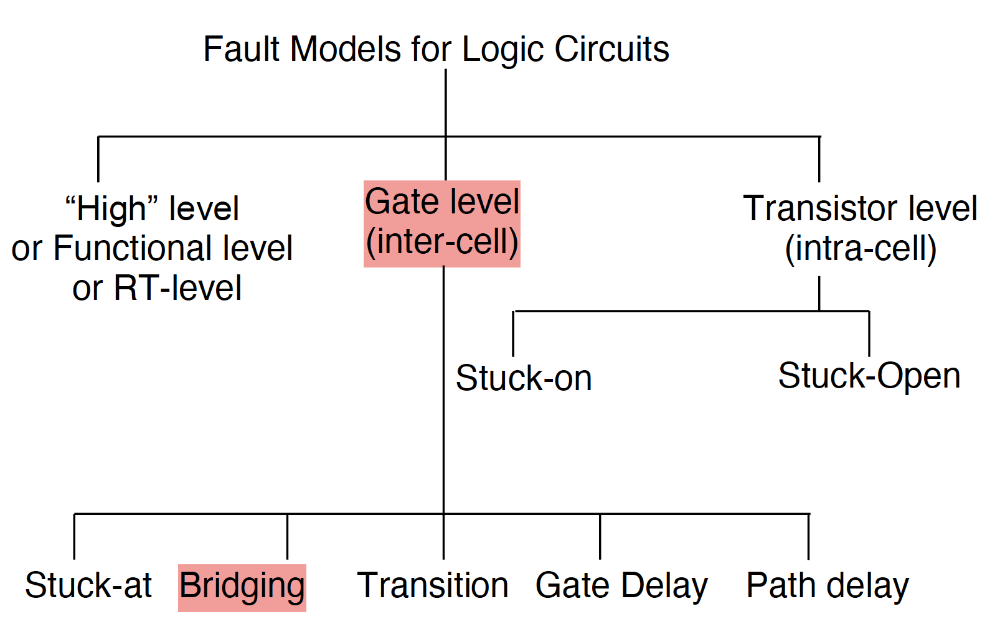 Fault Models for Logic Circuits
“High” level
or Functional level
or RT-level
Gate level
(inter-cell)
Transistor level
(intra-cell)
Stuck-on
Stuck-Open
Stuck-at
Bridging
Transition
Gate Delay
Path delay